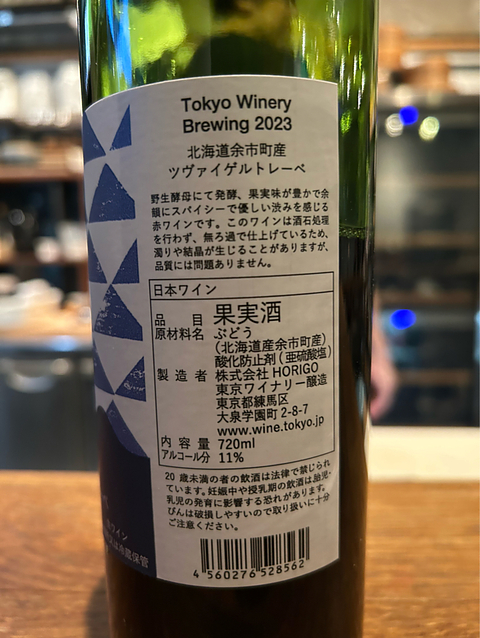 Tokyo Winery
Brewing 2023
北海道余市町産
ツヴァイゲルトレーベ
野生酵母にて発酵、果実味が豊かで余
韻にスパイシーで優しい渋みを感じる
赤ワインです。このワインは酒石処理
を行わず、無ろ過で仕上げているため、
濁りや結晶が生じることがありますが、
品質には問題ありません。
日本ワイン
品 目 果実酒
原材料名 ぶどう
(北海道産余市町産)
酸化防止剤(亜硫酸塩)
製造者 株式会社 HORIGO
東京ワイナリー醸造
東京都練馬区
大泉学園町 2-8-7
www.wine.tokyo.jp
内容量 720ml
アルコール分 11%
20 歳未満の者の飲酒は法律で禁じられ
ています。妊娠中や授乳期の飲酒は胎児・
乳児の発育に影響する恐れがあります。
びんは破損しやすいので取り扱いに十分
ご注意ください。
4 560276 528562
ワイン
冷蔵保管